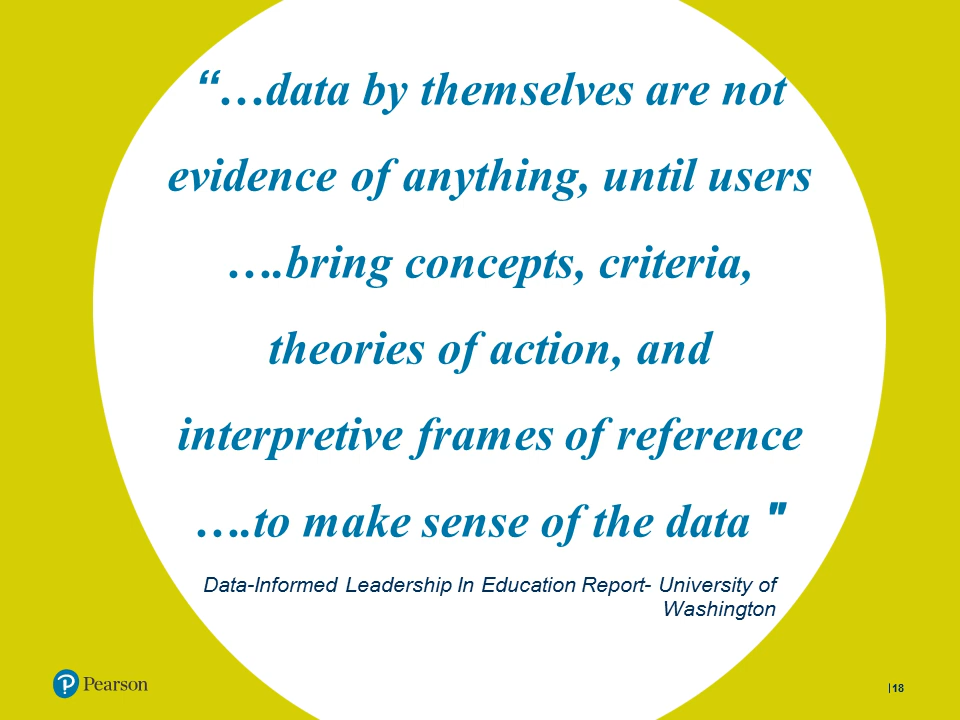 “…data by themselves are not
evidence of anything, until users
….bring concepts, criteria,
theories of action, and
interpretive frames of reference
….to make sense of the data "
Data-Informed Leadership In Education Report- University of
Washington
Pearson
|18